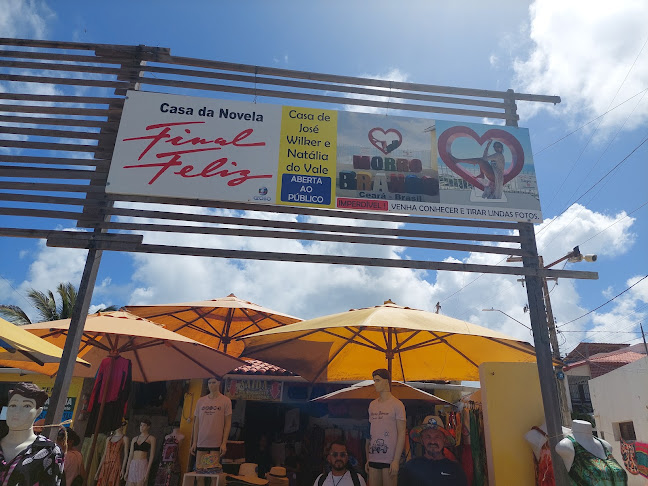 Casa da Novela
Final
Feliz
GLOBO
Casa de
José
Wilker e
Natália
do Vale
ABERTA AO
PÚBLICO
MORRO
BRANCO
Ceará Brasil
IMPERDÍVEL! VENHA CONHECER E TIRAR LINDAS FOTOS.